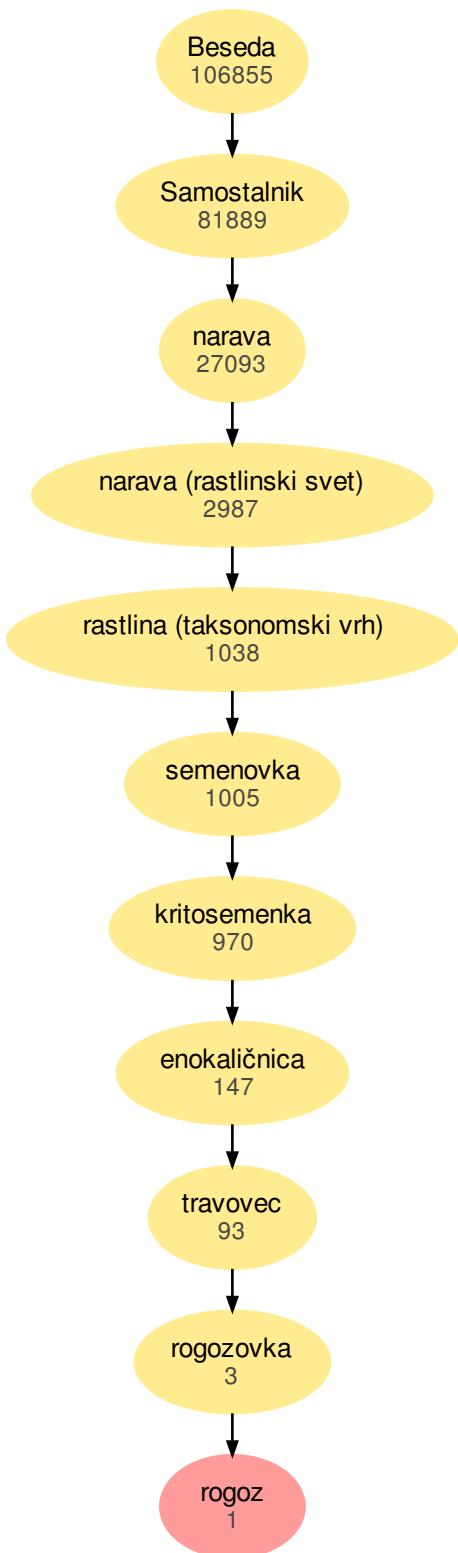 Beseda
106855
Samostalnik
81889
narava
27093
narava (rastlinski svet)
2987
rastlina (taksonomski vrh)
1038
semenovka
1005
kritosemenka
970
enokaličnica
147
travovec
93
rogozovka
3
rogoz
1